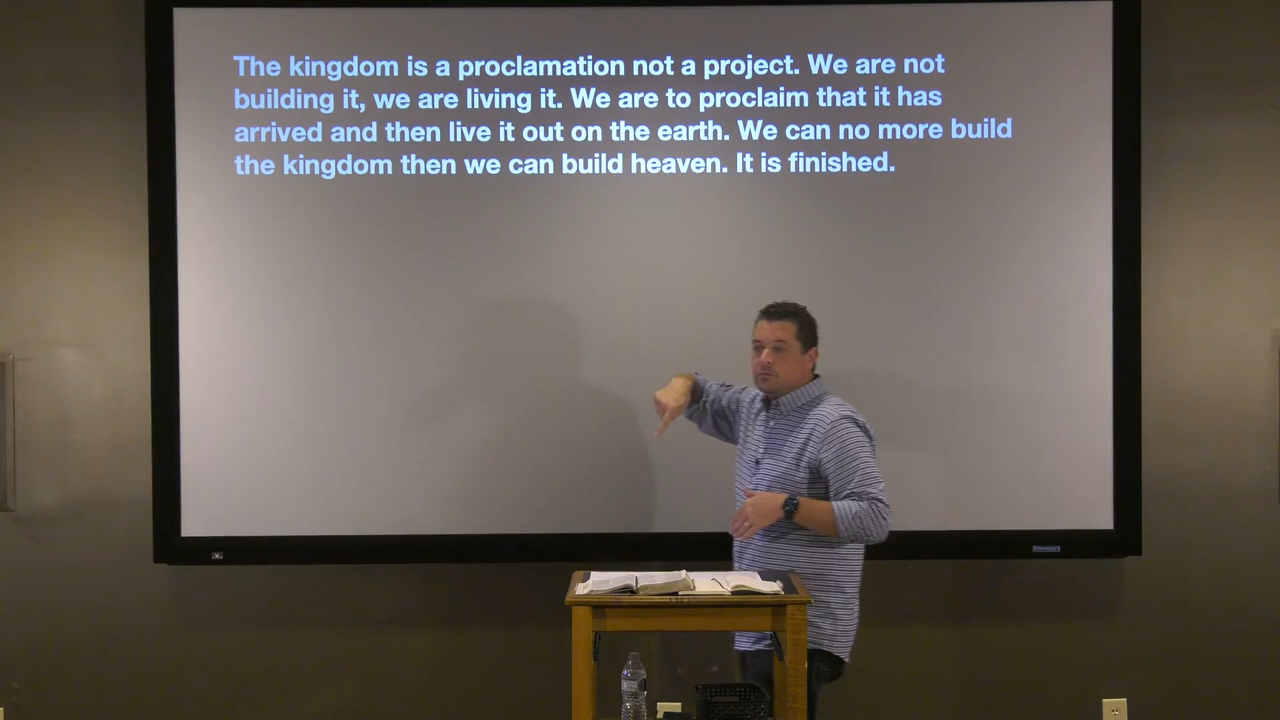 The kingdom is a proclamation not a project. We are not
building it, we are living it. We are to proclaim that it has
arrived and then live it out on the earth. We can no more build
the kingdom then we can build heaven. It is finished.